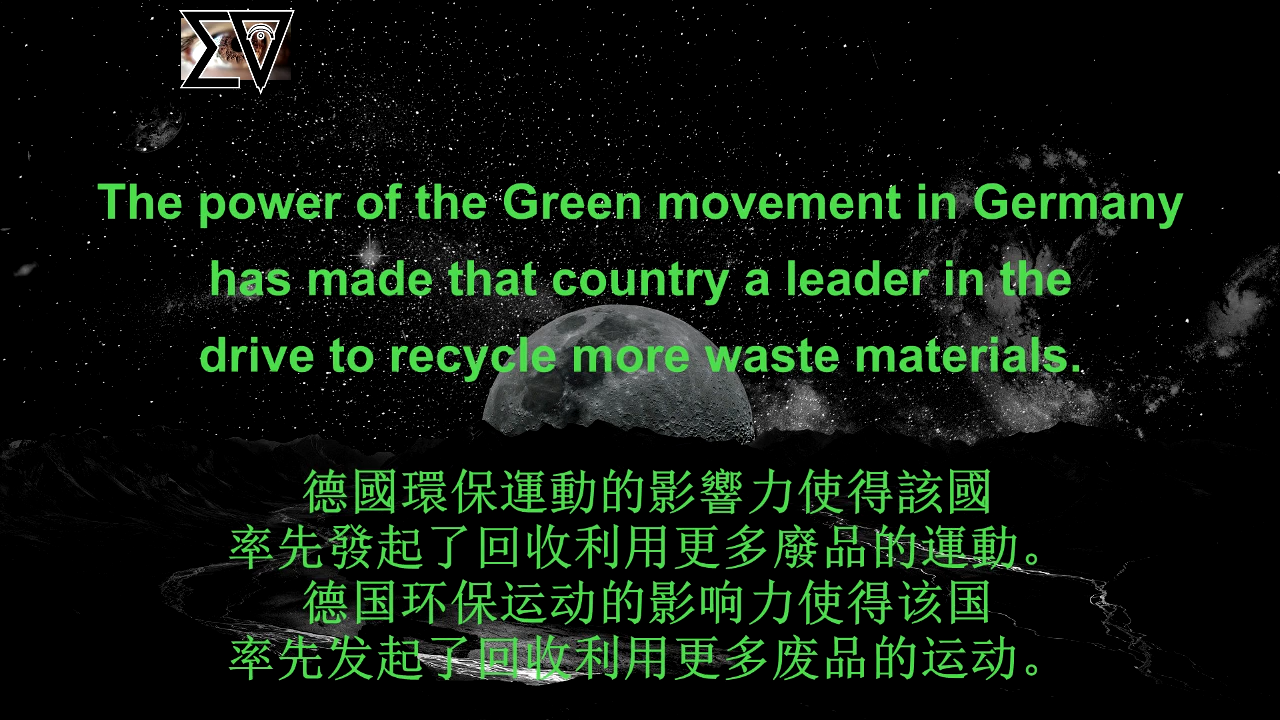 ΣV
The power of the Green movement in Germany
has made that country a leader in the
drive to recycle more waste materials.
德國環保運動的影響力使得該國
率先發起了回收利用更多廢品的運動。
德国环保运动的影响力使得该国
率先发起了回收利用更多废品的运动。